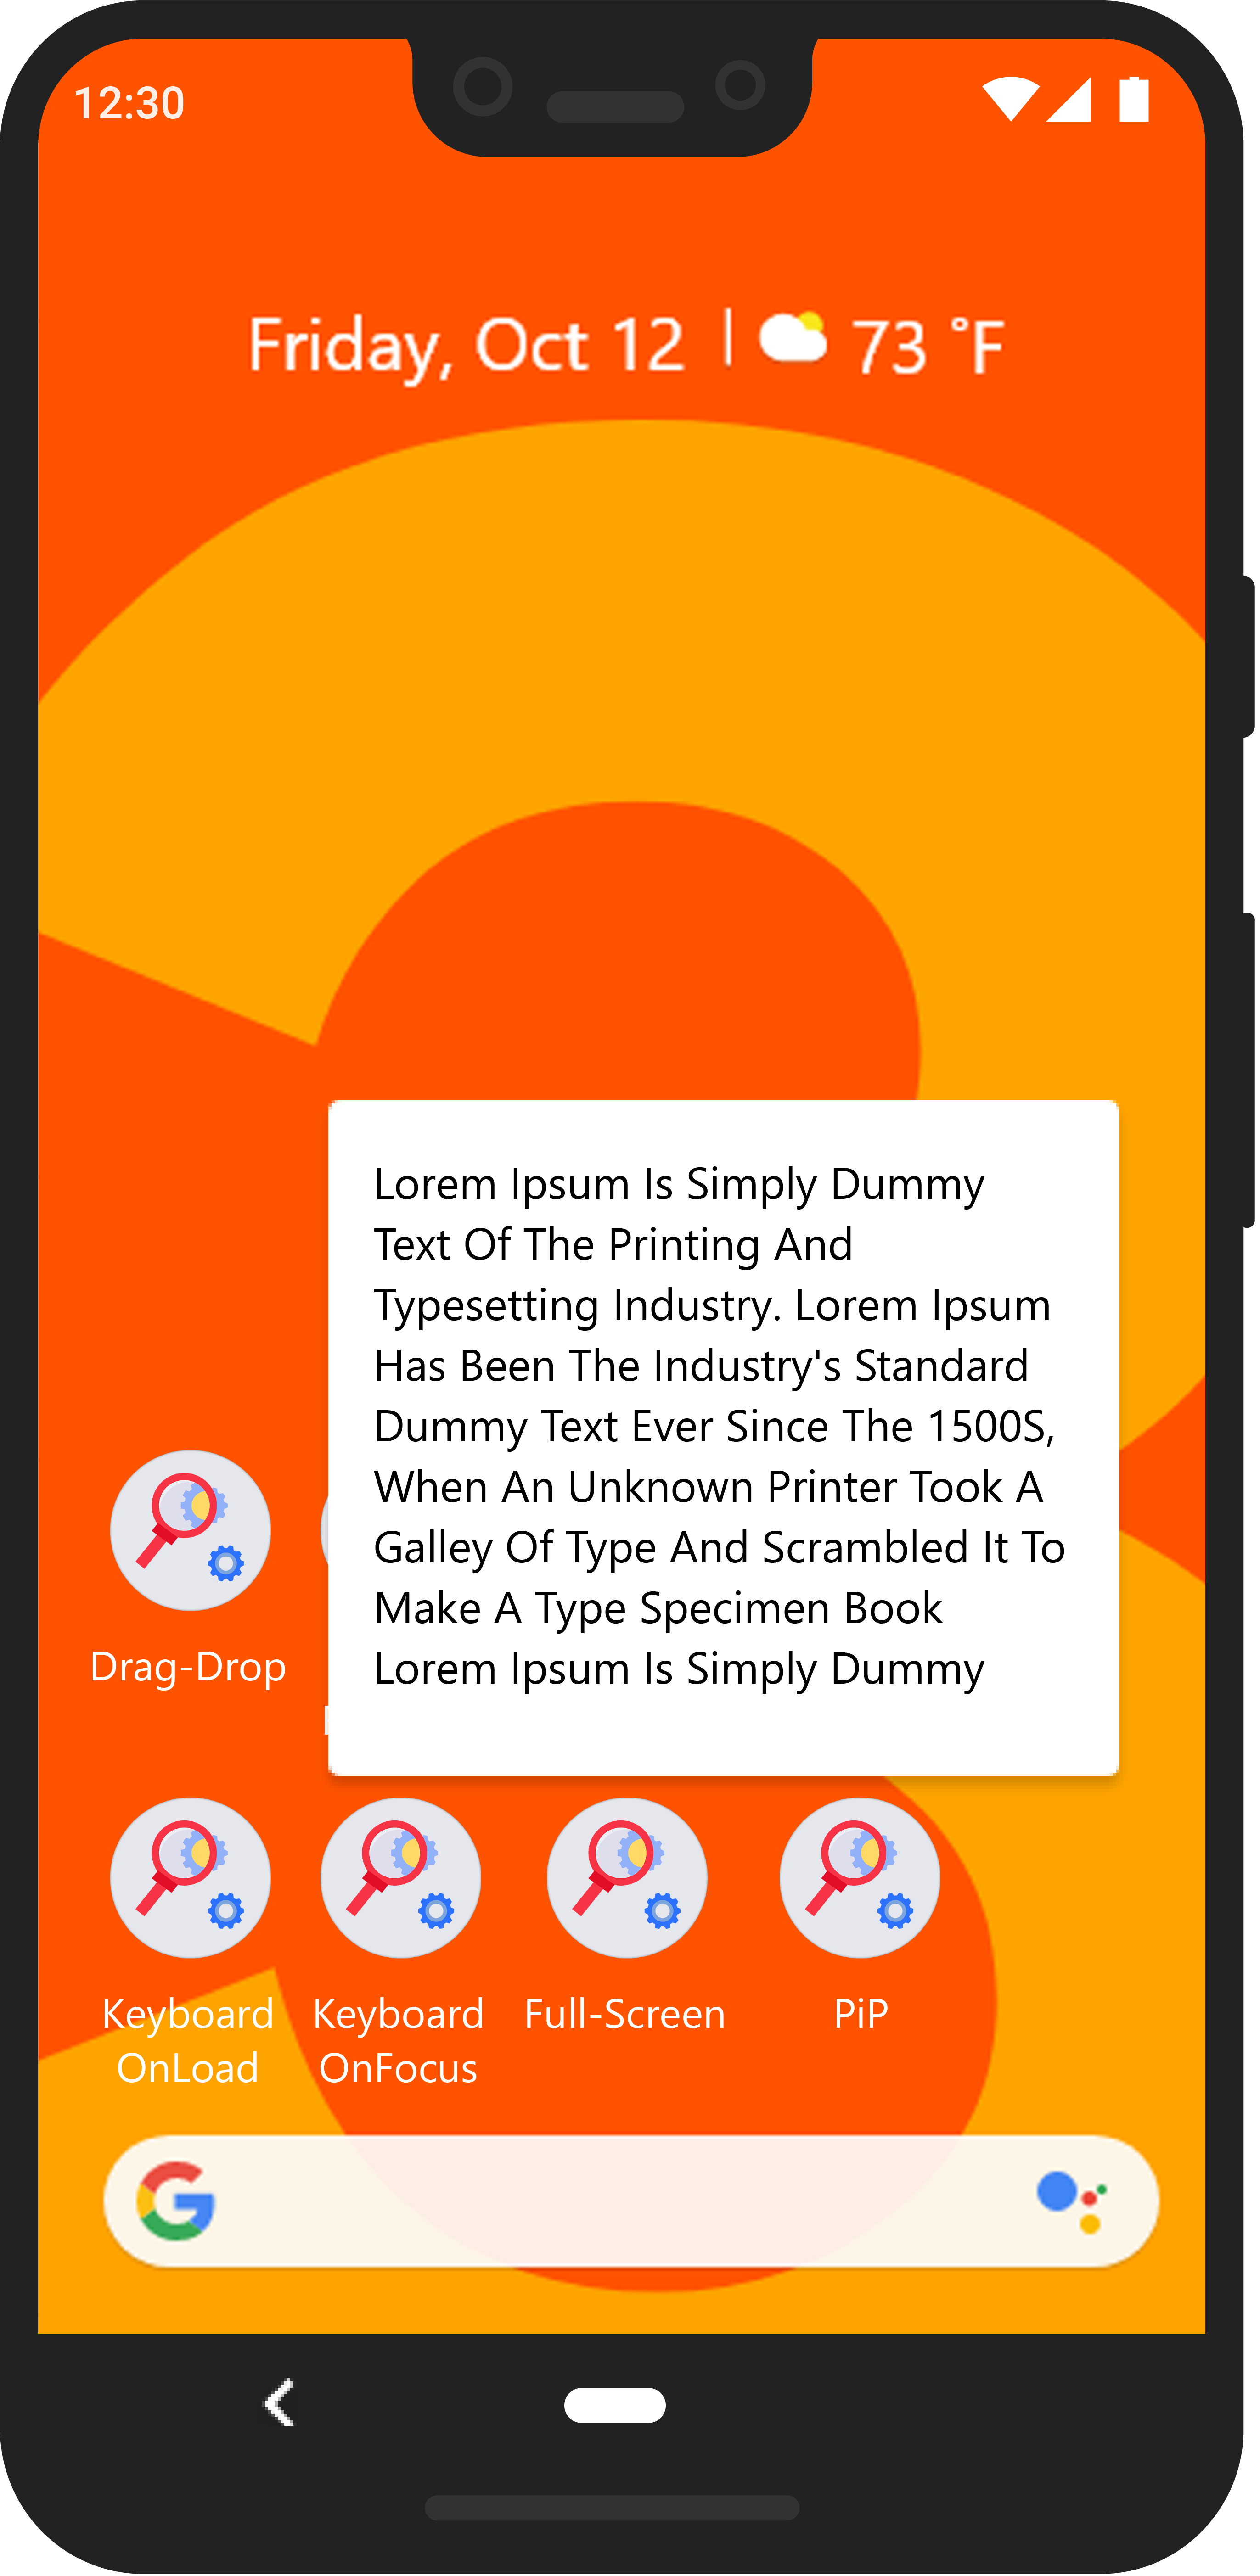 12:30
Friday, Oct 12 | 73 °F
Lorem Ipsum Is Simply Dummy
Text Of The Printing And
Typesetting Industry. Lorem Ipsum
Has Been The Industry's Standard
Dummy Text Ever Since The 1500S,
When An Unknown Printer Took A
Galley Of Type And Scrambled It To
Make A Type Specimen Book
Lorem Ipsum Is Simply Dummy
Drag-Drop
Keyboard Keyboard Full-Screen PiP
OnLoad OnFocus
G